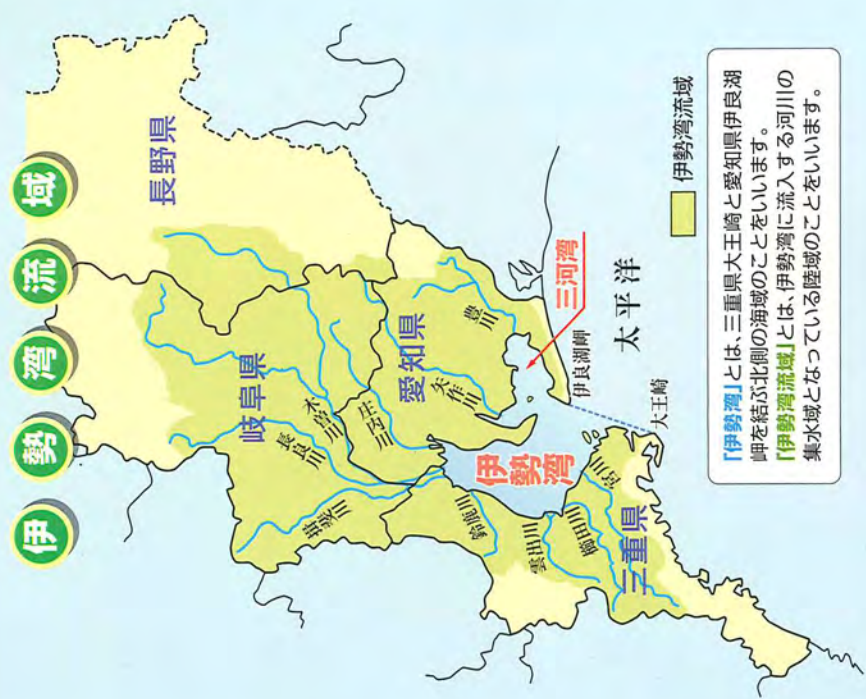 伊勢湾流域
長野県
岐阜県
愛知県
三重県
揖斐川
長良川
木曽川
庄内川
矢作川
豊川
鈴鹿川
雲出川
櫛田川
宮川
伊勢湾
三河湾
伊良湖岬
太平洋
大王崎
伊勢湾流域
「伊勢湾」とは、三重県大王崎と愛知県伊良湖
岬を結ぶ北側の海域のことをいいます。
「伊勢湾流域」とは、伊勢湾に流入する河川の
集水域となっている陸域のことをいいます。